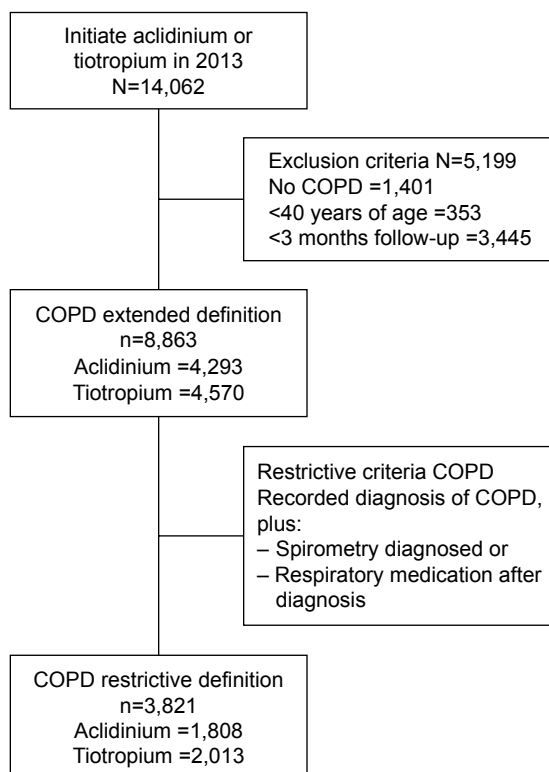 Initiate aclidinium or
tiotropium in 2013
N=14,062
Exclusion criteria N=5,199
No COPD =1,401
<40 years of age =353
<3 months follow-up =3,445
COPD extended definition
n=8,863
Aclidinium =4,293
Tiotropium =4,570
Restrictive criteria COPD
Recorded diagnosis of COPD,
plus:
– Spirometry diagnosed or
– Respiratory medication after
diagnosis
COPD restrictive definition
n=3,821
Aclidinium =1,808
Tiotropium =2,013